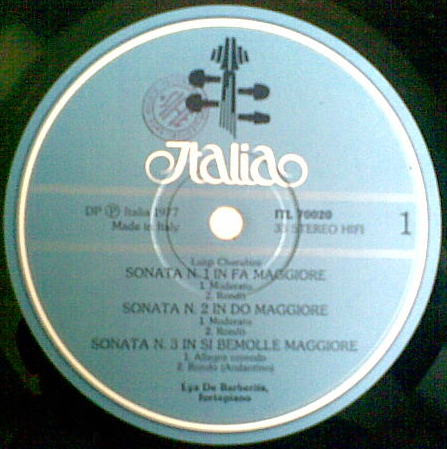 Italia
DP Ⓟ Italia 1977
Made in Italy
ITL 70020
33 STEREO HIFI
1
Luigi Cherubini
SONATA N. 1 IN FA MAGGIORE
1. Moderato
2. Rondò
SONATA N. 2 IN DO MAGGIORE
1. Moderato
2. Rondò
SONATA N. 3 IN SI BEMOLLE MAGGIORE
1. Allegro comodo
2. Rondo (Andantino)
Lya De Barberiis,
fortepiano